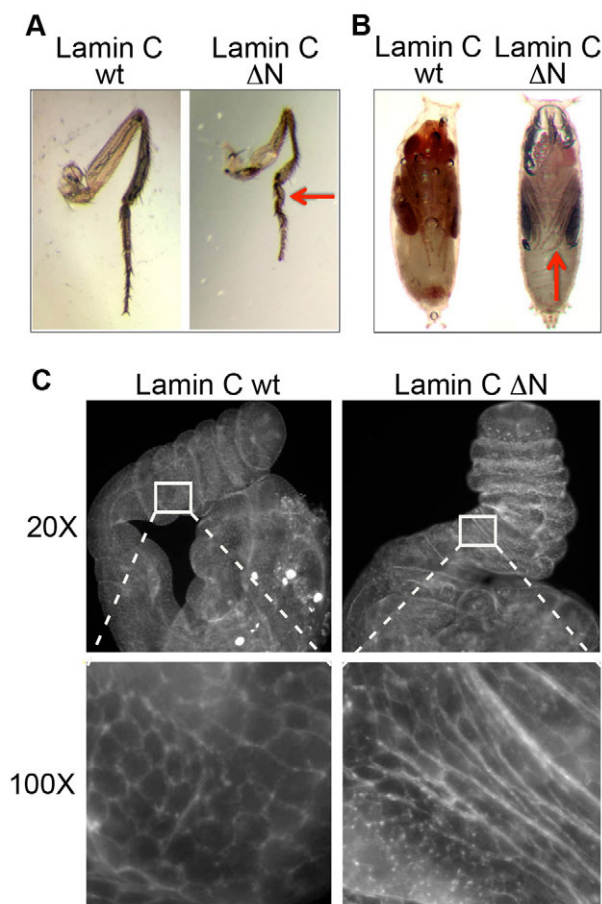 A
Lamin C
wt
Lamin C
ΔN
B
Lamin C
wt
Lamin C
ΔN
C
Lamin C wt
Lamin C ΔN
20X
100X